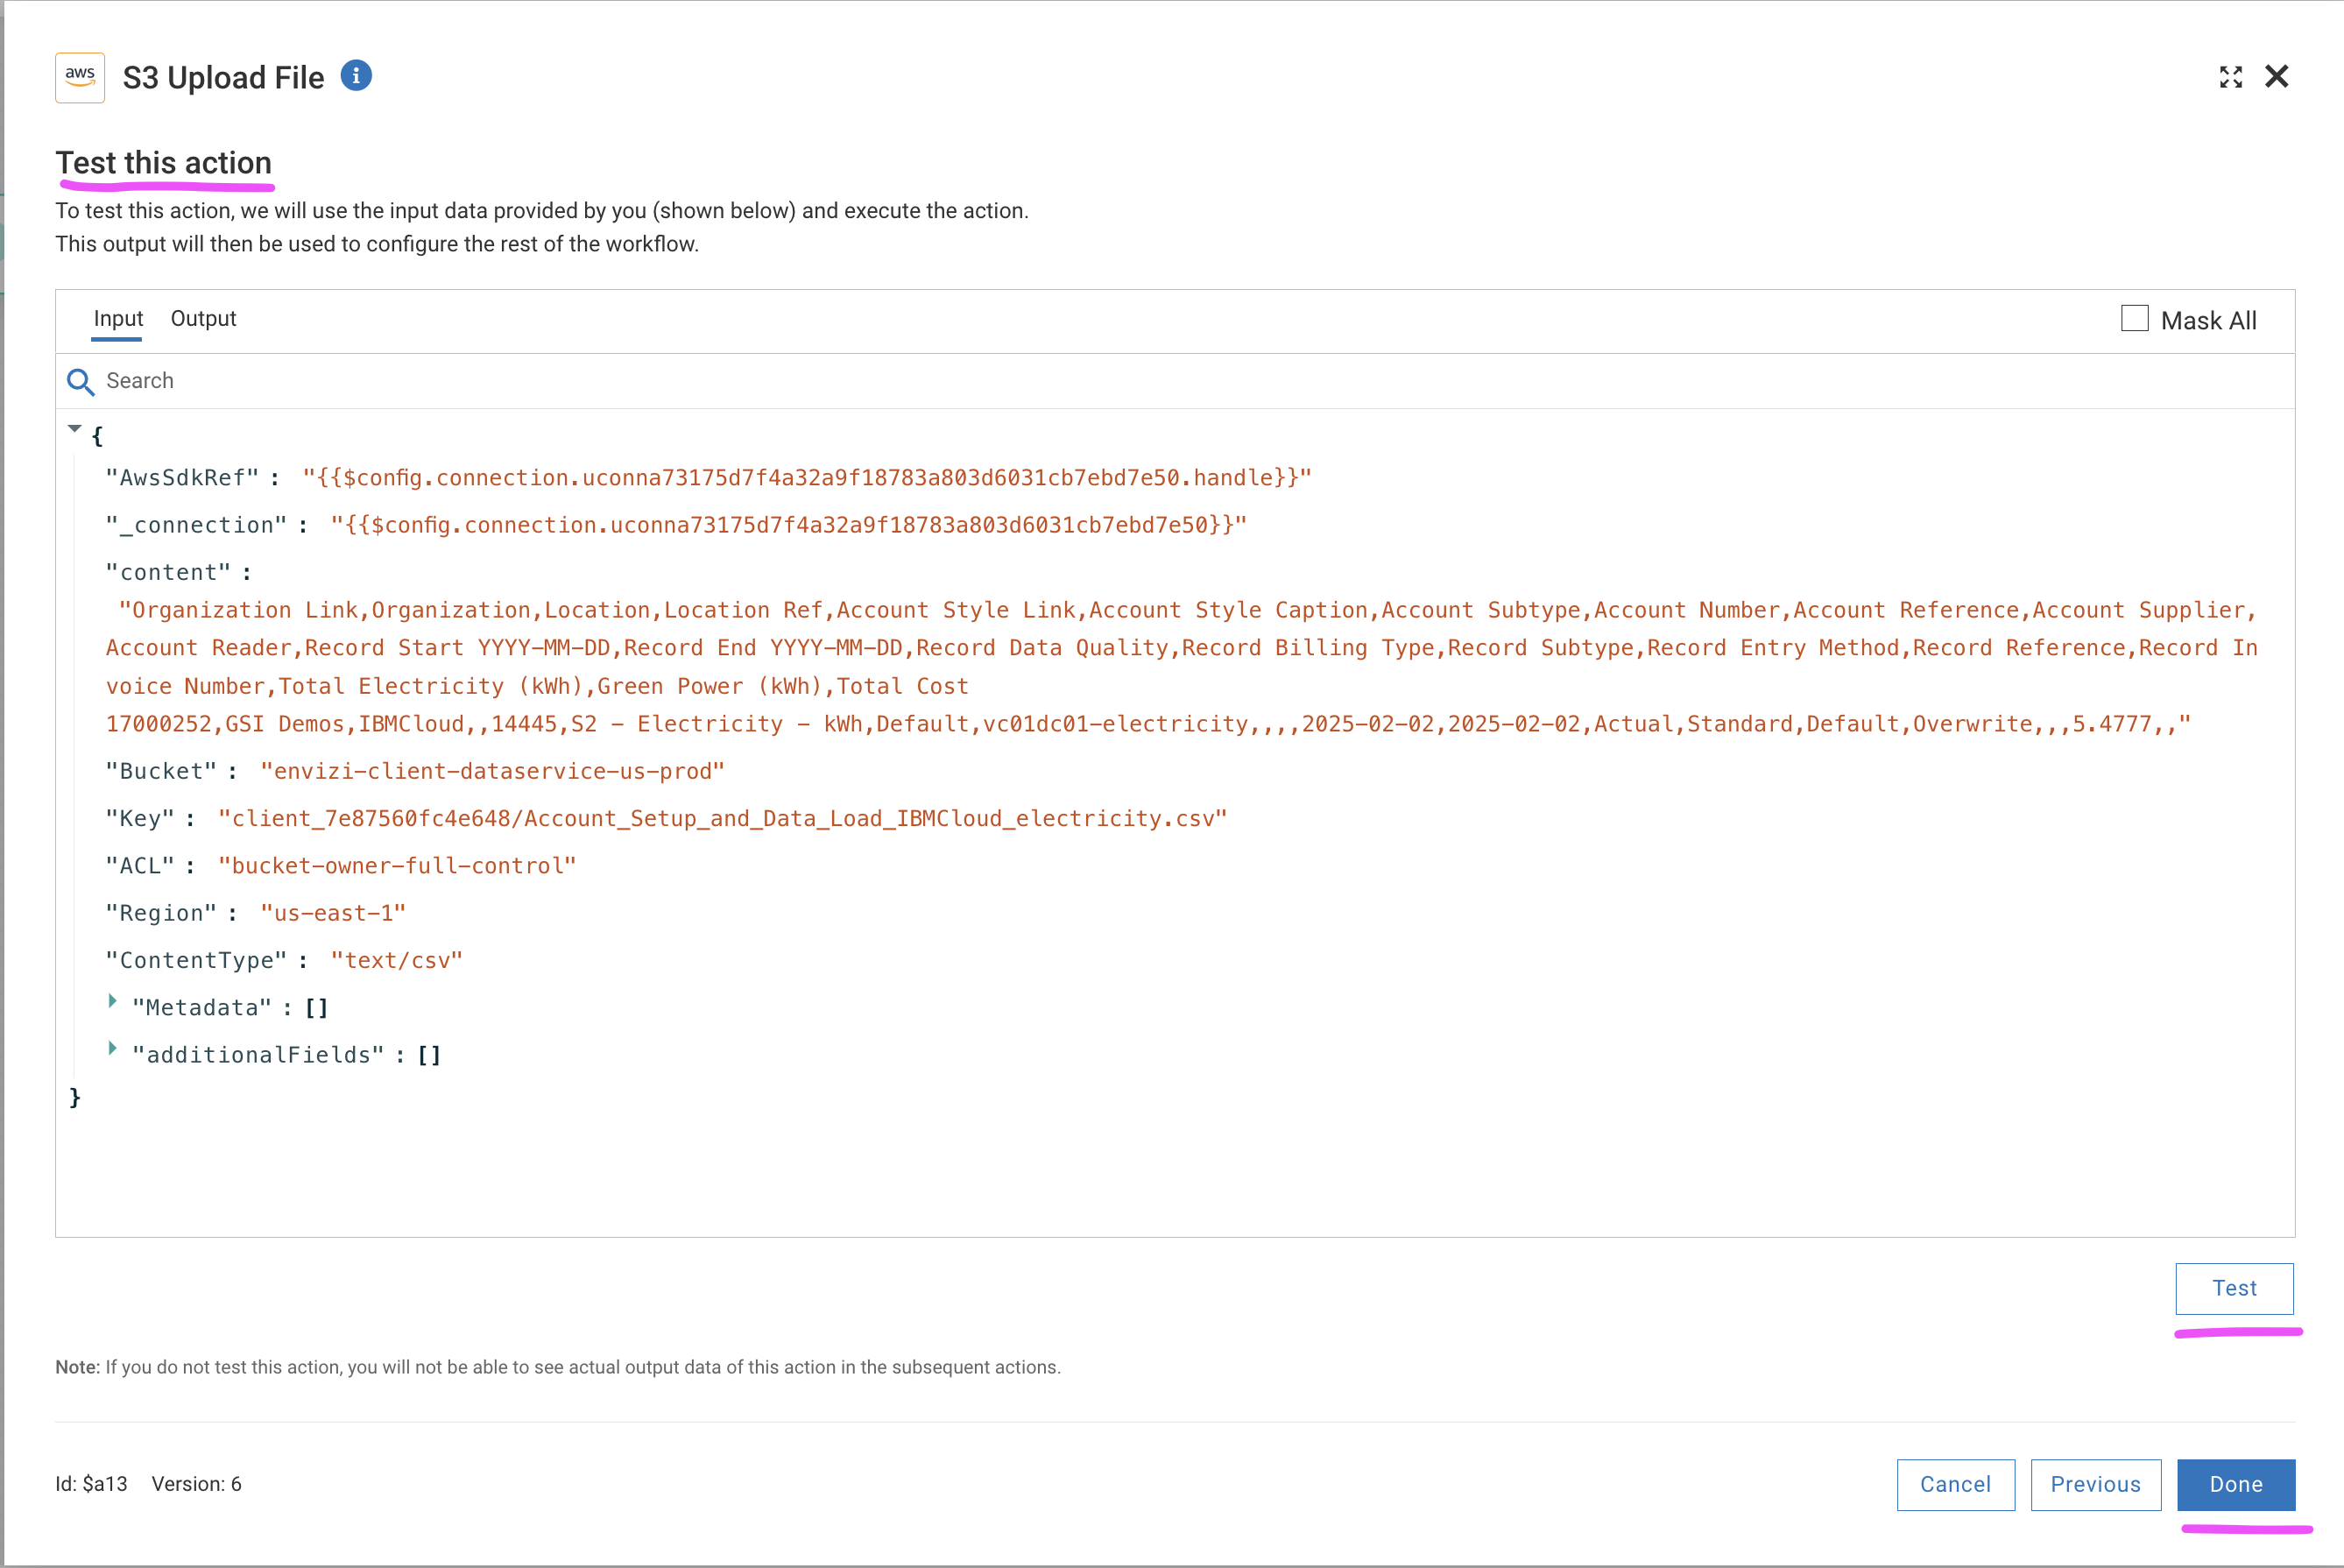 aws S3 Upload File i
Test this action
To test this action, we will use the input data provided by you (shown below) and execute the action.
This output will then be used to configure the rest of the workflow.
Input Output Mask All
Search
{
"AwsSdkRef" : "{{$config.connection.uconna73175d7f4a32a9f18783a803d6031cb7ebd7e50.handle}}"
"_connection" : "{{$config.connection.uconna73175d7f4a32a9f18783a803d6031cb7ebd7e50}}"
"content" :
"Organization Link,Organization,Location,Location Ref,Account Style Link,Account Style Caption,Account Subtype,Account Number,Account Reference,Account Supplier,
Account Reader,Record Start YYYY-MM-DD,Record End YYYY-MM-DD,Record Data Quality,Record Billing Type,Record Subtype,Record Entry Method,Record Reference,Record In
voice Number,Total Electricity (kWh),Green Power (kWh),Total Cost
17000252,GSI Demos,IBMCloud,,14445,S2 - Electricity - kWh,Default,vc01dc01-electricity,,,,2025-02-02,2025-02-02,Actual,Standard,Default,Overwrite,,,5.4777,,"
"Bucket" : "envizi-client-dataservice-us-prod"
"Key" : "client_7e87560fc4e648/Account_Setup_and_Data_Load_IBMCloud_electricity.csv"
"ACL" : "bucket-owner-full-control"
"Region" : "us-east-1"
"ContentType" : "text/csv"
"Metadata" : []
"additionalFields" : []
}
Test
Note: If you do not test this action, you will not be able to see actual output data of this action in the subsequent actions.
Id: $a13 Version: 6 Cancel Previous Done